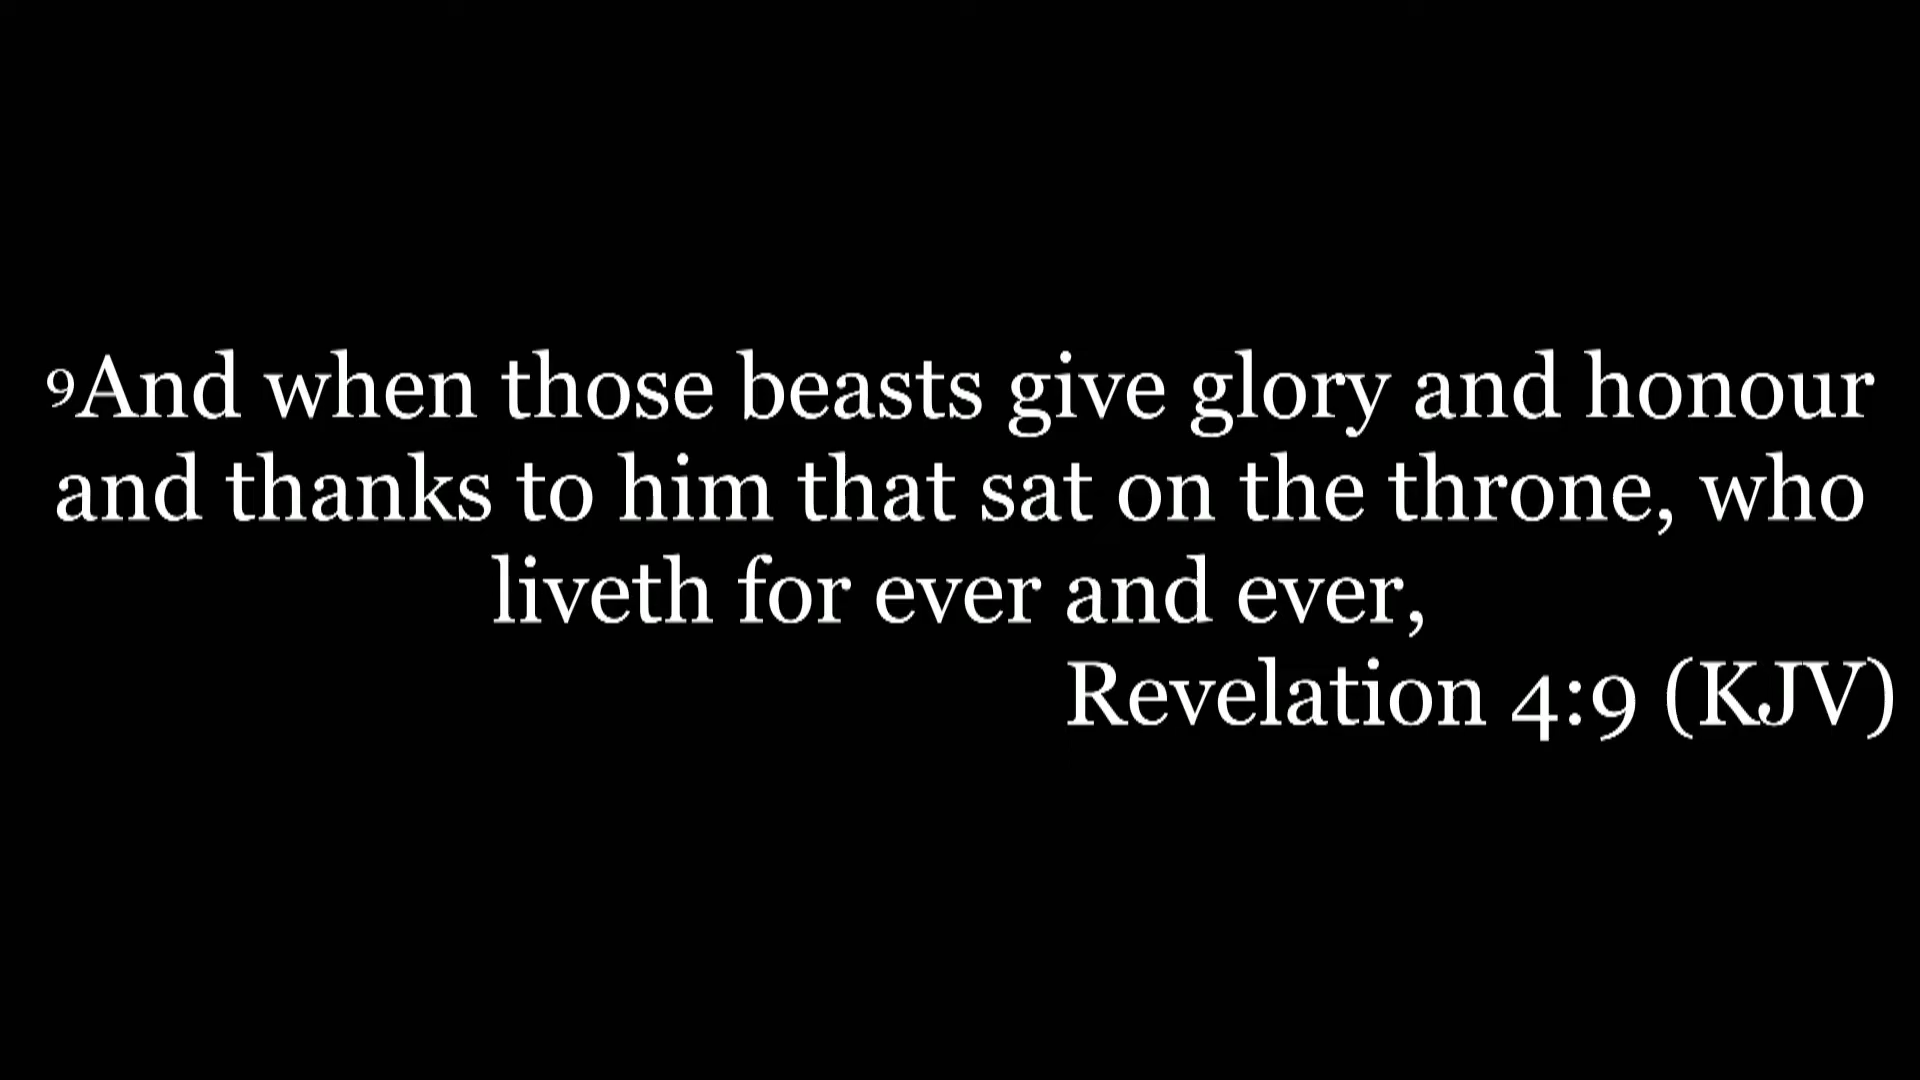 9And when those beasts give glory and honour
and thanks to him that sat on the throne, who
liveth for ever and ever,
Revelation 4:9 (KJV)